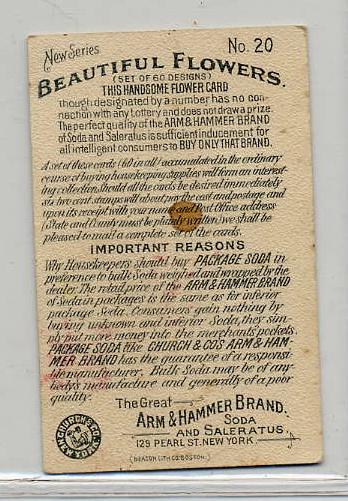 New Series No. 20
BEAUTIFUL FLOWERS.
(SET OF 60 DESIGNS)
THIS HANDSOME FLOWER CARD
though designated by a number has no con-
nection with any Lottery and does not draw a prize.
The perfect quality of the ARM & HAMMER BRAND
of Soda and Saleratus is sufficient inducement for
all intelligent consumers to BUY ONLY THAT BRAND.
A set of these cards (60 in all) accumulated in the ordinary
course of buying housekeeping supplies will form an interest-
ing collection. Should all the cards be desired immediately
six two cent stamps will about pay the cost and postage and
upon its receipt with your name and Post Office address
(State and County must be plainly written) we shall be
pleased to mail a complete set of the cards.
IMPORTANT REASONS
Why Housekeepers should buy PACKAGE SODA in
preference to bulk Soda weighed and wrapped by the
dealer. The retail price of the ARM & HAMMER BRAND
of Soda in packages is the same as for inferior
package Soda. Consumers gain nothing by
buying unknown and inferior Soda, they sim-
ply put more money into the merchants' pockets.
PACKAGE SODA like CHURCH & CO'S ARM & HAM-
MER BRAND has the guarantee of a responsi-
ble manufacturer. Bulk Soda may be of any-
body's manufacture and generally of a poor
quality.
The Great
ARM & HAMMER BRAND.
SODA
AND SALERATUS,
129 PEARL ST. NEW YORK.
(BEACON LITH. CO. BOSTON.)
CHURCH & CO.